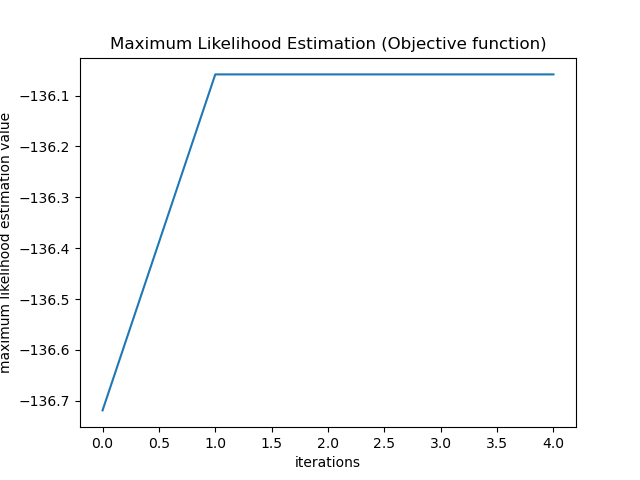 Maximum Likelihood Estimation (Objective function)
maximum likelihood estimation value
−136.1
−136.2
−136.3
−136.4
−136.5
−136.6
−136.7
0.0 0.5 1.0 1.5 2.0 2.5 3.0 3.5 4.0
iterations